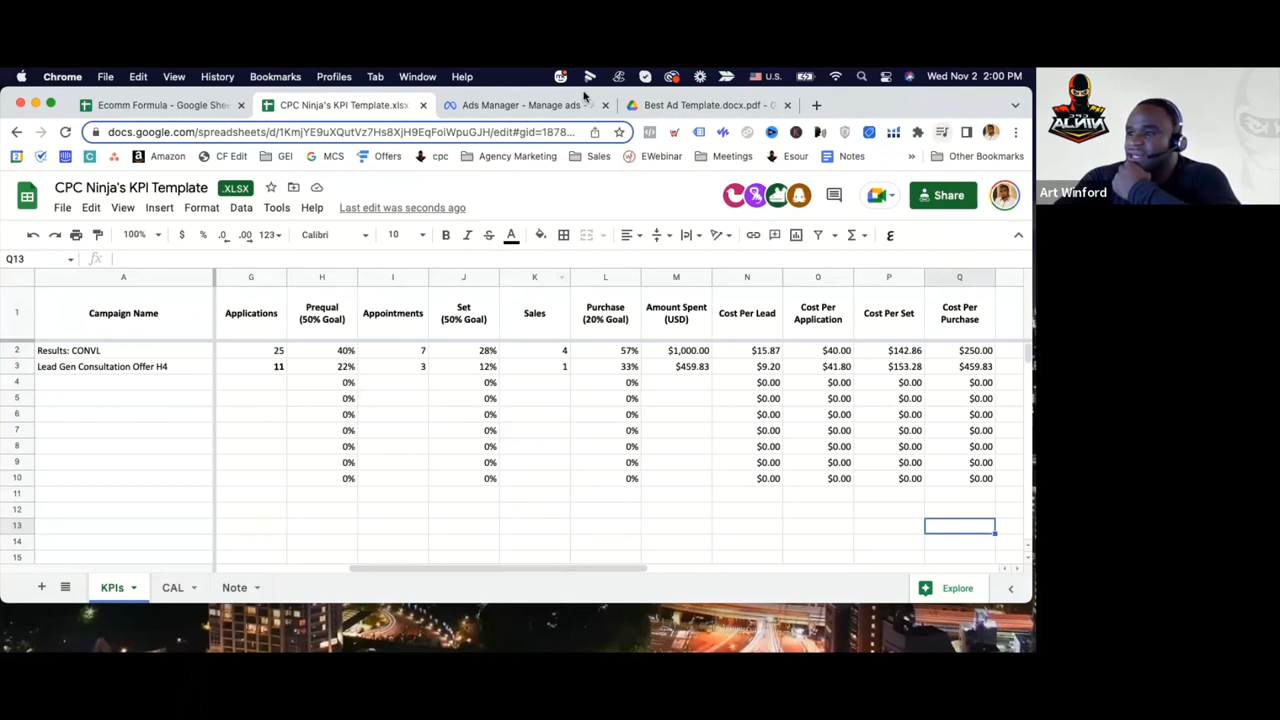 Chrome File Edit View History Bookmarks Profiles Tab Window Help U.S. Wed Nov 2 2:00 PM
Ecomm Formula - Google Shee CPC Ninja's KPI Template.xlsx Ads Manager - Manage ads - Best Ad Template.docx.pdf - G
docs.google.com/spreadsheets/d/1KmjYE9uXQutVz7Hs8XjH9EqFoiWpuGJH/edit#gid=1878...
Amazon CF Edit GEI MCS Offers cpc Agency Marketing Sales EWebinar Meetings Esour Notes » Other Bookmarks
CPC Ninja's KPI Template .XLSX
File Edit View Insert Format Data Tools Help Last edit was seconds ago
Share
100% $ % .0 .00 123 Calibri 10 B I S A
Q13 fx
A G H I J K L M N O P Q
1 Campaign Name Applications Prequal (50% Goal) Appointments Set (50% Goal) Sales Purchase (20% Goal) Amount Spent (USD) Cost Per Lead Cost Per Application Cost Per Set Cost Per Purchase
2 Results: CONVL 25 40% 7 28% 4 57% $1,000.00 $15.87 $40.00 $142.86 $250.00
3 Lead Gen Consultation Offer H4 11 22% 3 12% 1 33% $459.83 $9.20 $41.80 $153.28 $459.83
4 0% 0% 0% $0.00 $0.00 $0.00 $0.00
5 0% 0% 0% $0.00 $0.00 $0.00 $0.00
6 0% 0% 0% $0.00 $0.00 $0.00 $0.00
7 0% 0% 0% $0.00 $0.00 $0.00 $0.00
8 0% 0% 0% $0.00 $0.00 $0.00 $0.00
9 0% 0% 0% $0.00 $0.00 $0.00 $0.00
10 0% 0% 0% $0.00 $0.00 $0.00 $0.00
11
12
13
14
15
KPIs CAL Note Explore
NINJA
Art Winford